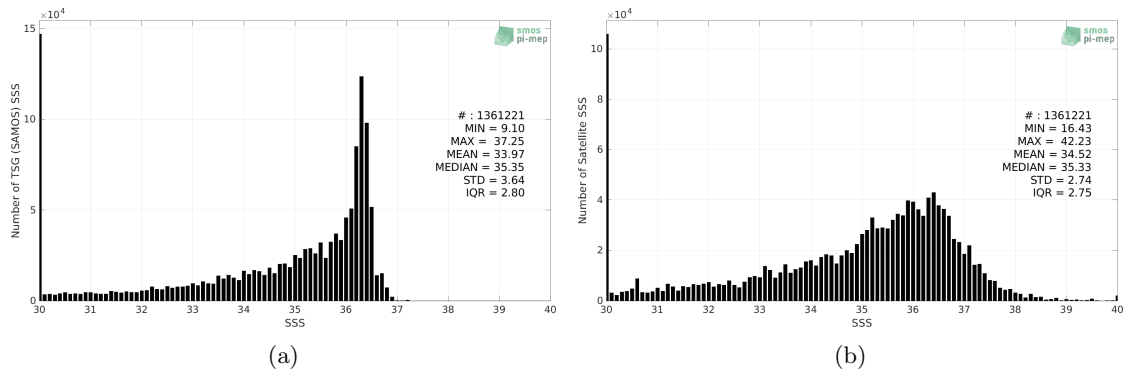 ×10⁴
15
10
5
0
Number of TSG (SAMOS) SSS
30 31 32 33 34 35 36 37 38 39 40
SSS
smos
pi-mep
# : 1361221
MIN = 9.10
MAX = 37.25
MEAN = 33.97
MEDIAN = 35.35
STD = 3.64
IQR = 2.80
(a)
×10⁴
10
8
6
4
2
0
Number of Satellite SSS
30 31 32 33 34 35 36 37 38 39 40
SSS
smos
pi-mep
# : 1361221
MIN = 16.43
MAX = 42.23
MEAN = 34.52
MEDIAN = 35.33
STD = 2.74
IQR = 2.75
(b)